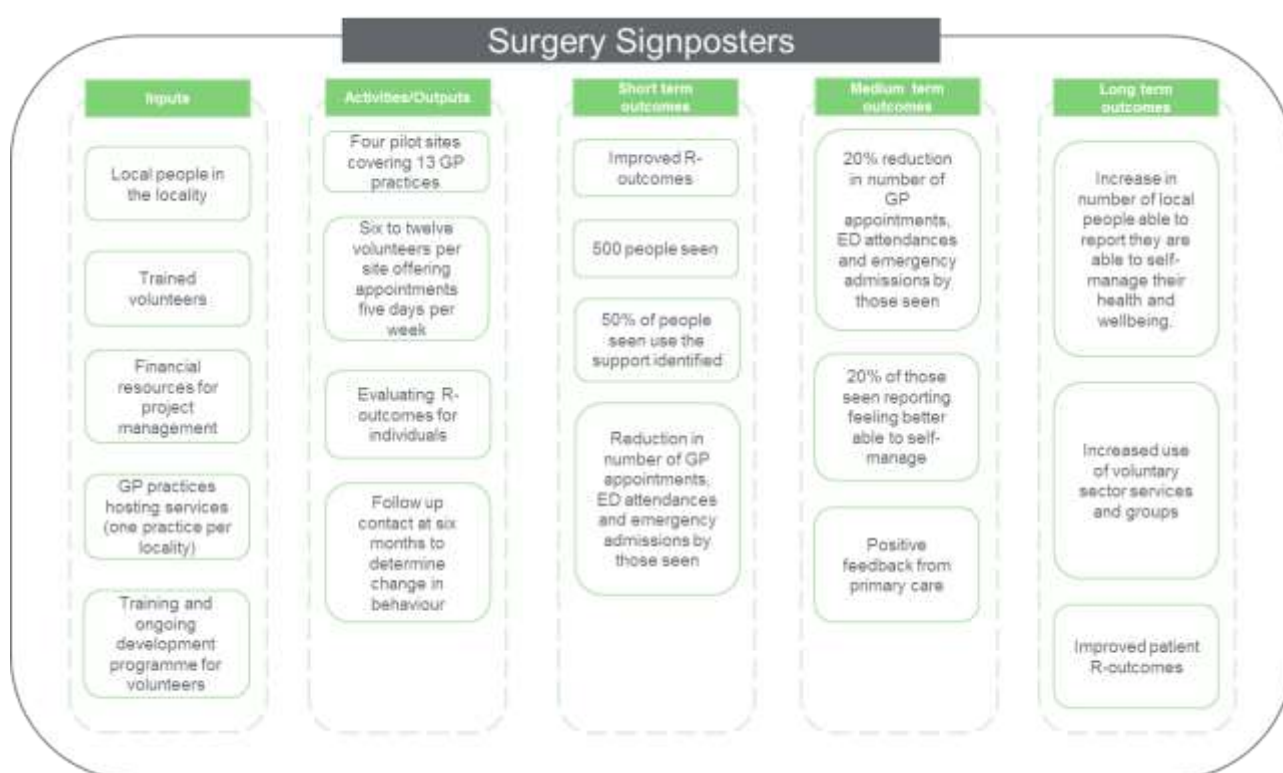 Surgery Signposters
Inputs
Local people in
the locality
Trained
volunteers
Financial
resources for
project
management
GP practices
hosting services
(one practice per
locality)
Training and
ongoing
development
programme for
volunteers
Activities/Outputs
Four pilot sites
covering 13 GP
practices
Six to twelve
volunteers per
site offering
appointments
five days per
week
Evaluating R-
outcomes for
individuals
Follow up
contact at six
months to
determine
change in
behaviour
Short term
outcomes
Improved R-
outcomes
500 people seen
50% of people
seen use the
support identified
Reduction in
number of GP
appointments,
ED attendances
and emergency
admissions by
those seen
Medium term
outcomes
20% reduction
in number of
GP
appointments,
ED attendances
and emergency
admissions by
those seen
20% of those
seen reporting
feeling better
able to self-
manage
Positive
feedback from
primary care
Long term
outcomes
Increase in
number of local
people able to
report they are
able to self-
manage their
health and
wellbeing.
Increased use
of voluntary
sector services
and groups
Improved patient
R-outcomes